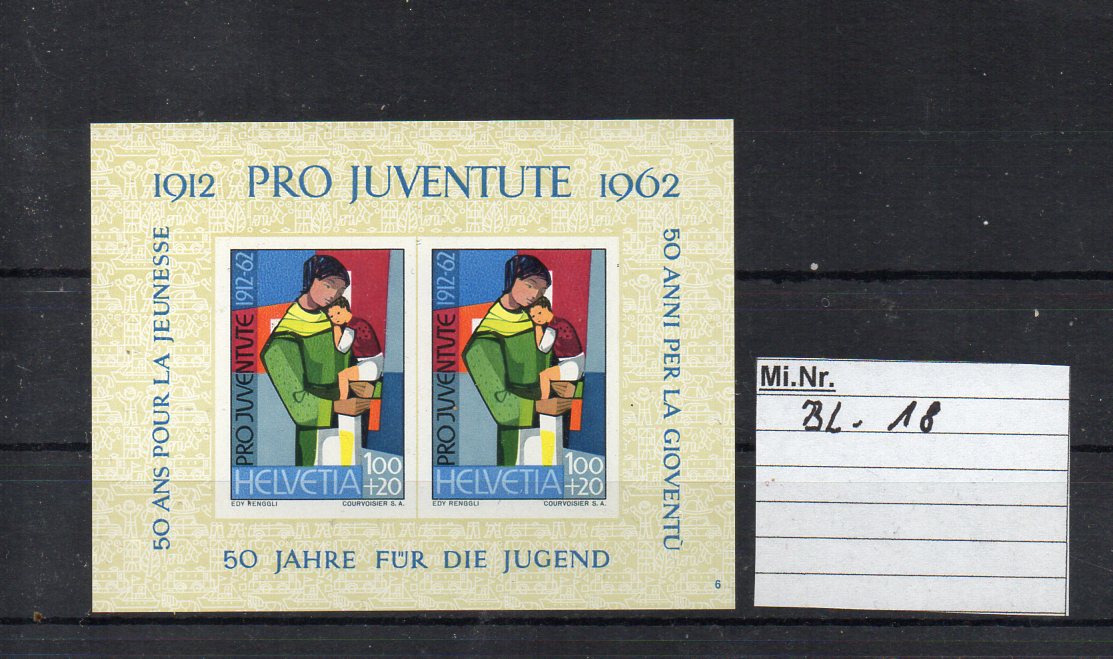 1912 PRO JUVENTUTE 1962
50 ANS POUR LA JEUNESSE
PRO JUVENTUTE 1912-62
HELVETIA 100
+20
EDY RENGGLI COURVOISIER S.A.
PRO JUVENTUTE 1912-62
HELVETIA 100
+20
EDY RENGGLI COURVOISIER S.A.
50 ANNI PER LA GIOVENTÙ
50 JAHRE FÜR DIE JUGEND
6
Mi.Nr.
BL. 18